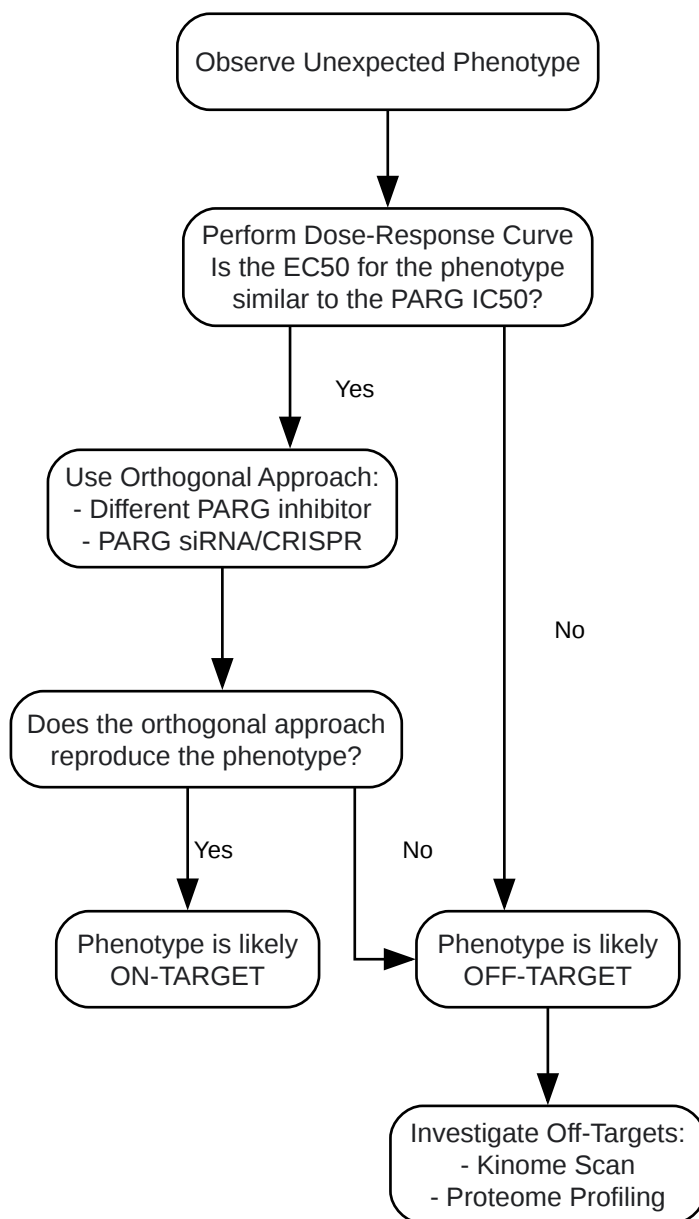 Observe Unexpected Phenotype
Perform Dose-Response Curve
Is the EC50 for the phenotype
similar to the PARG IC50?
Yes
Use Orthogonal Approach:
- Different PARG inhibitor
- PARG siRNA/CRISPR
No
Does the orthogonal approach
reproduce the phenotype?
Yes
No
Phenotype is likely
ON-TARGET
Phenotype is likely
OFF-TARGET
Investigate Off-Targets:
- Kinome Scan
- Proteome Profiling